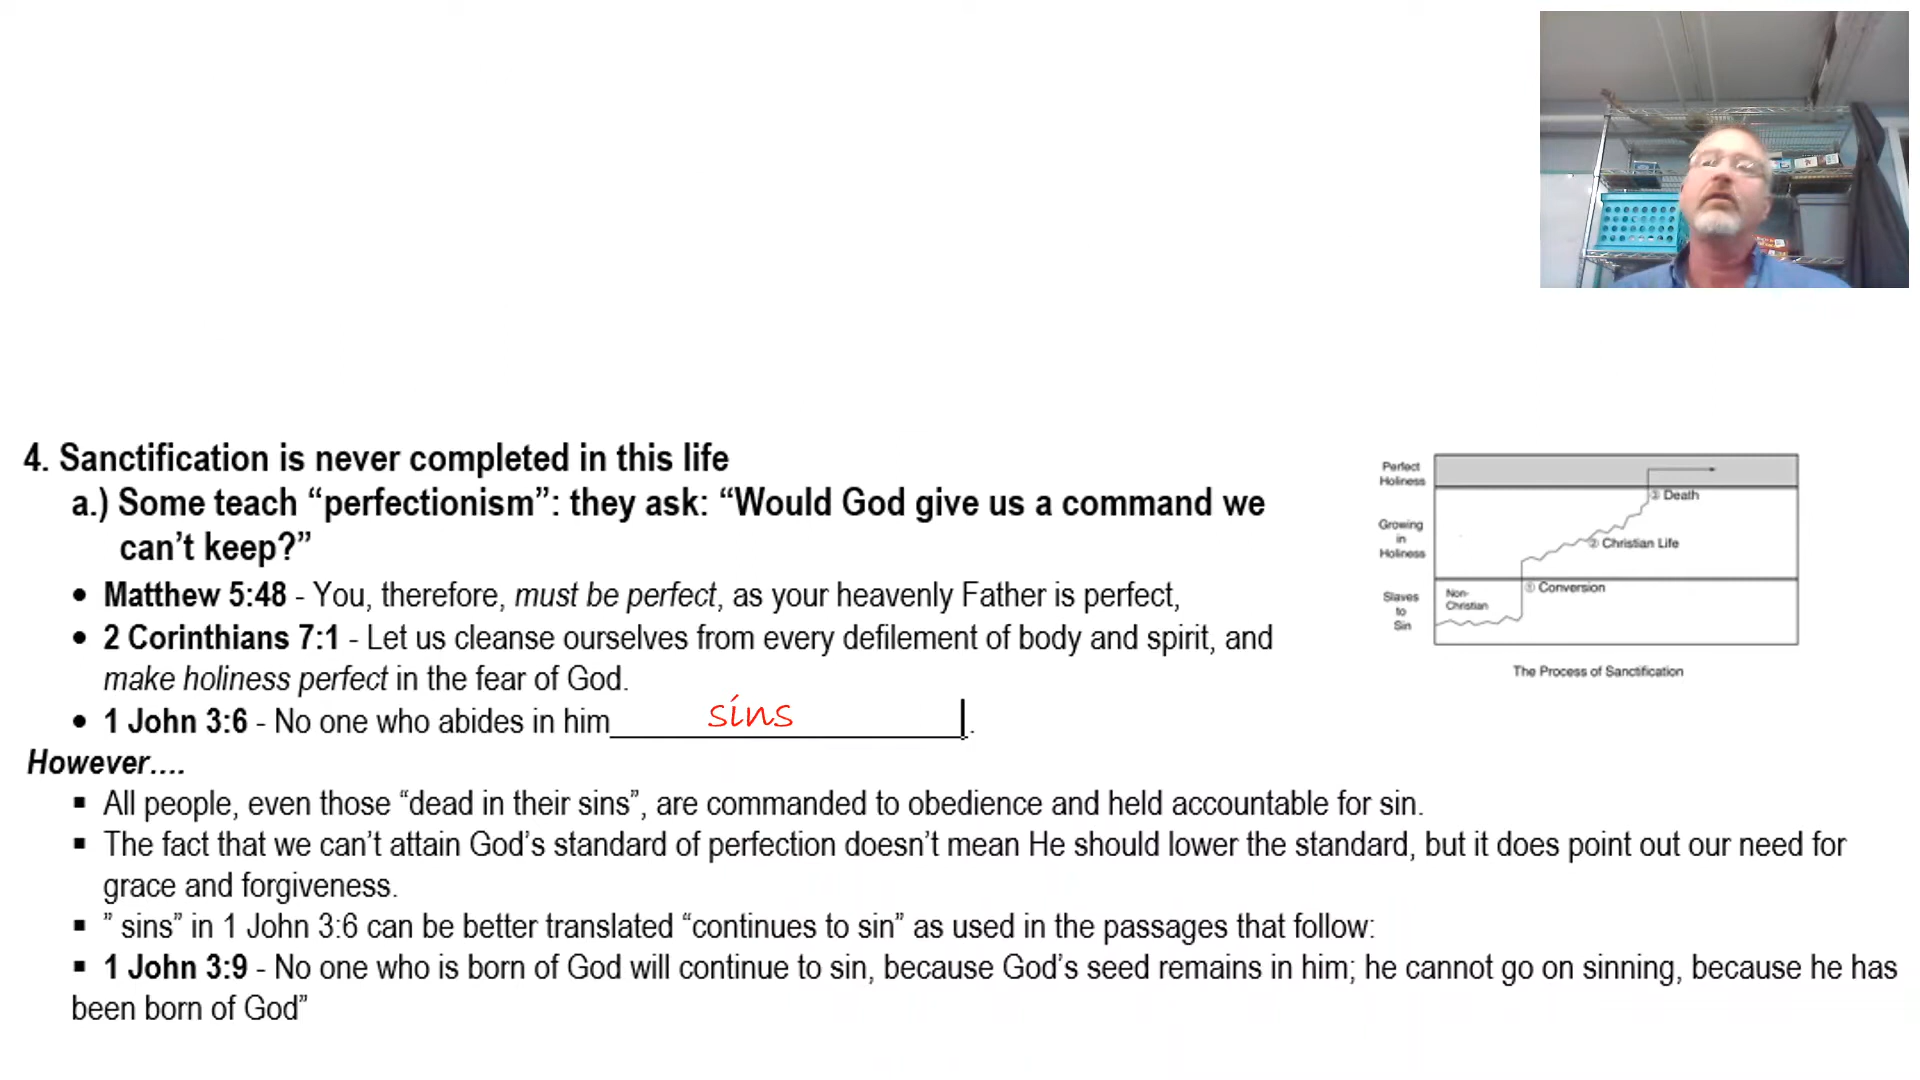 4. Sanctification is never completed in this life
a.) Some teach “perfectionism”: they ask: “Would God give us a command we
can’t keep?”
• Matthew 5:48 - You, therefore, must be perfect, as your heavenly Father is perfect,
• 2 Corinthians 7:1 - Let us cleanse ourselves from every defilement of body and spirit, and
make holiness perfect in the fear of God.
• 1 John 3:6 - No one who abides in him sins.
However....
▪ All people, even those “dead in their sins”, are commanded to obedience and held accountable for sin.
▪ The fact that we can’t attain God’s standard of perfection doesn’t mean He should lower the standard, but it does point out our need for
grace and forgiveness.
▪ ” sins” in 1 John 3:6 can be better translated “continues to sin” as used in the passages that follow:
▪ 1 John 3:9 - No one who is born of God will continue to sin, because God’s seed remains in him; he cannot go on sinning, because he has
been born of God”
Perfect
Holiness
③ Death
Growing
in
Holiness
② Christian Life
① Conversion
Slaves
to
Sin
Non-
Christian
The Process of Sanctification